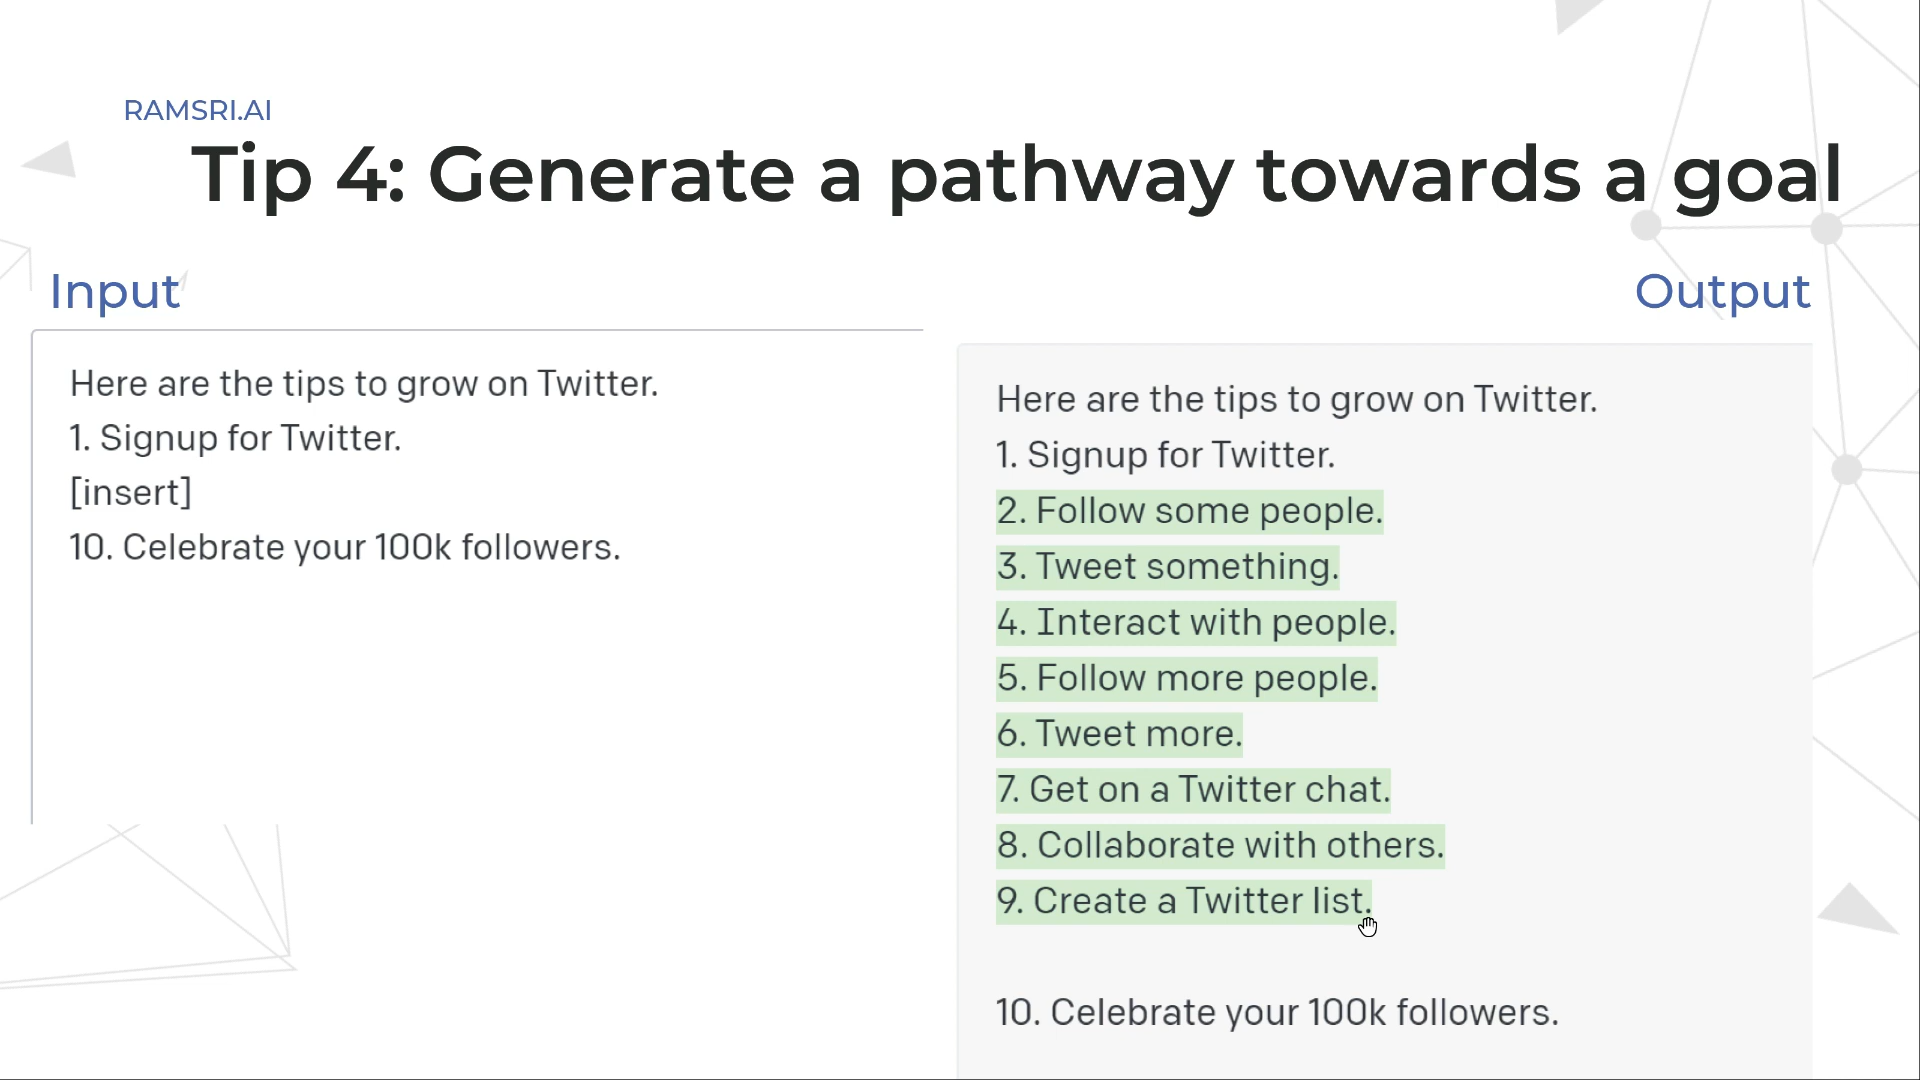 RAMSRI.AI
Tip 4: Generate a pathway towards a goal
Input
Here are the tips to grow on Twitter.
1. Signup for Twitter.
[insert]
10. Celebrate your 100k followers.
Output
Here are the tips to grow on Twitter.
1. Signup for Twitter.
2. Follow some people.
3. Tweet something.
4. Interact with people.
5. Follow more people.
6. Tweet more.
7. Get on a Twitter chat.
8. Collaborate with others.
9. Create a Twitter list.
10. Celebrate your 100k followers.